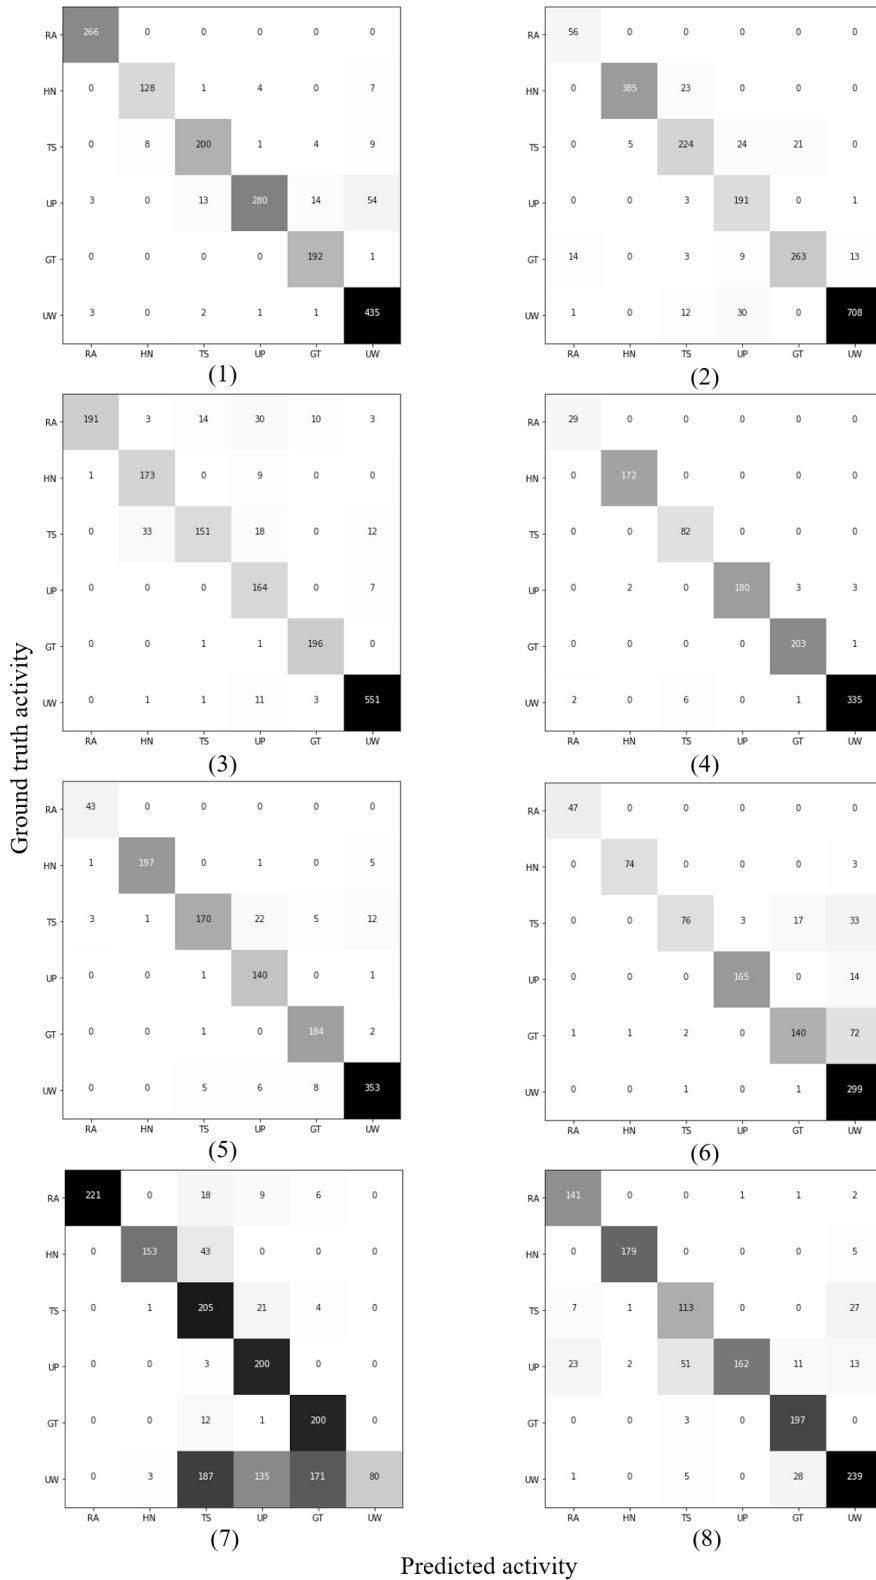 Ground truth activity
RA 266 0 0 0 0 0
HN 0 128 1 4 0 7
TS 0 8 200 1 4 9
UP 3 0 13 280 14 54
GT 0 0 0 0 192 1
UW 3 0 2 1 1 435
RA HN TS UP GT UW
(1)
RA 56 0 0 0 0 0
HN 0 385 23 0 0 0
TS 0 5 224 24 21 0
UP 0 0 3 191 0 1
GT 14 0 3 9 263 13
UW 1 0 12 30 0 708
RA HN TS UP GT UW
(2)
RA 191 3 14 30 10 3
HN 1 173 0 9 0 0
TS 0 33 151 18 0 12
UP 0 0 0 164 0 7
GT 0 0 1 1 196 0
UW 0 1 1 11 3 551
RA HN TS UP GT UW
(3)
RA 29 0 0 0 0 0
HN 0 172 0 0 0 0
TS 0 0 82 0 0 0
UP 0 2 0 180 3 3
GT 0 0 0 0 203 1
UW 2 0 6 0 1 335
RA HN TS UP GT UW
(4)
RA 43 0 0 0 0 0
HN 1 197 0 1 0 5
TS 3 1 170 22 5 12
UP 0 0 1 140 0 1
GT 0 0 1 0 184 2
UW 0 0 5 6 8 353
RA HN TS UP GT UW
(5)
RA 47 0 0 0 0 0
HN 0 74 0 0 0 3
TS 0 0 76 3 17 33
UP 0 0 0 165 0 14
GT 1 1 2 0 140 72
UW 0 0 1 0 1 299
RA HN TS UP GT UW
(6)
RA 221 0 18 9 6 0
HN 0 153 43 0 0 0
TS 0 1 205 21 4 0
UP 0 0 3 200 0 0
GT 0 0 12 1 200 0
UW 0 3 187 135 171 80
RA HN TS UP GT UW
(7)
RA 141 0 0 1 1 2
HN 0 179 0 0 0 5
TS 7 1 113 0 0 27
UP 23 2 51 162 11 13
GT 0 0 3 0 197 0
UW 1 0 5 0 28 239
RA HN TS UP GT UW
(8)
Predicted activity